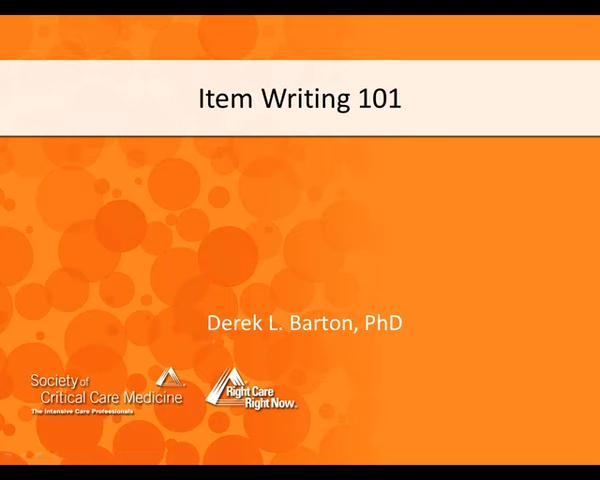 Item Writing 101
Derek L. Barton, PhD
Society of
Critical Care Medicine
The Intensive Care Professionals
Right Care
Right Now